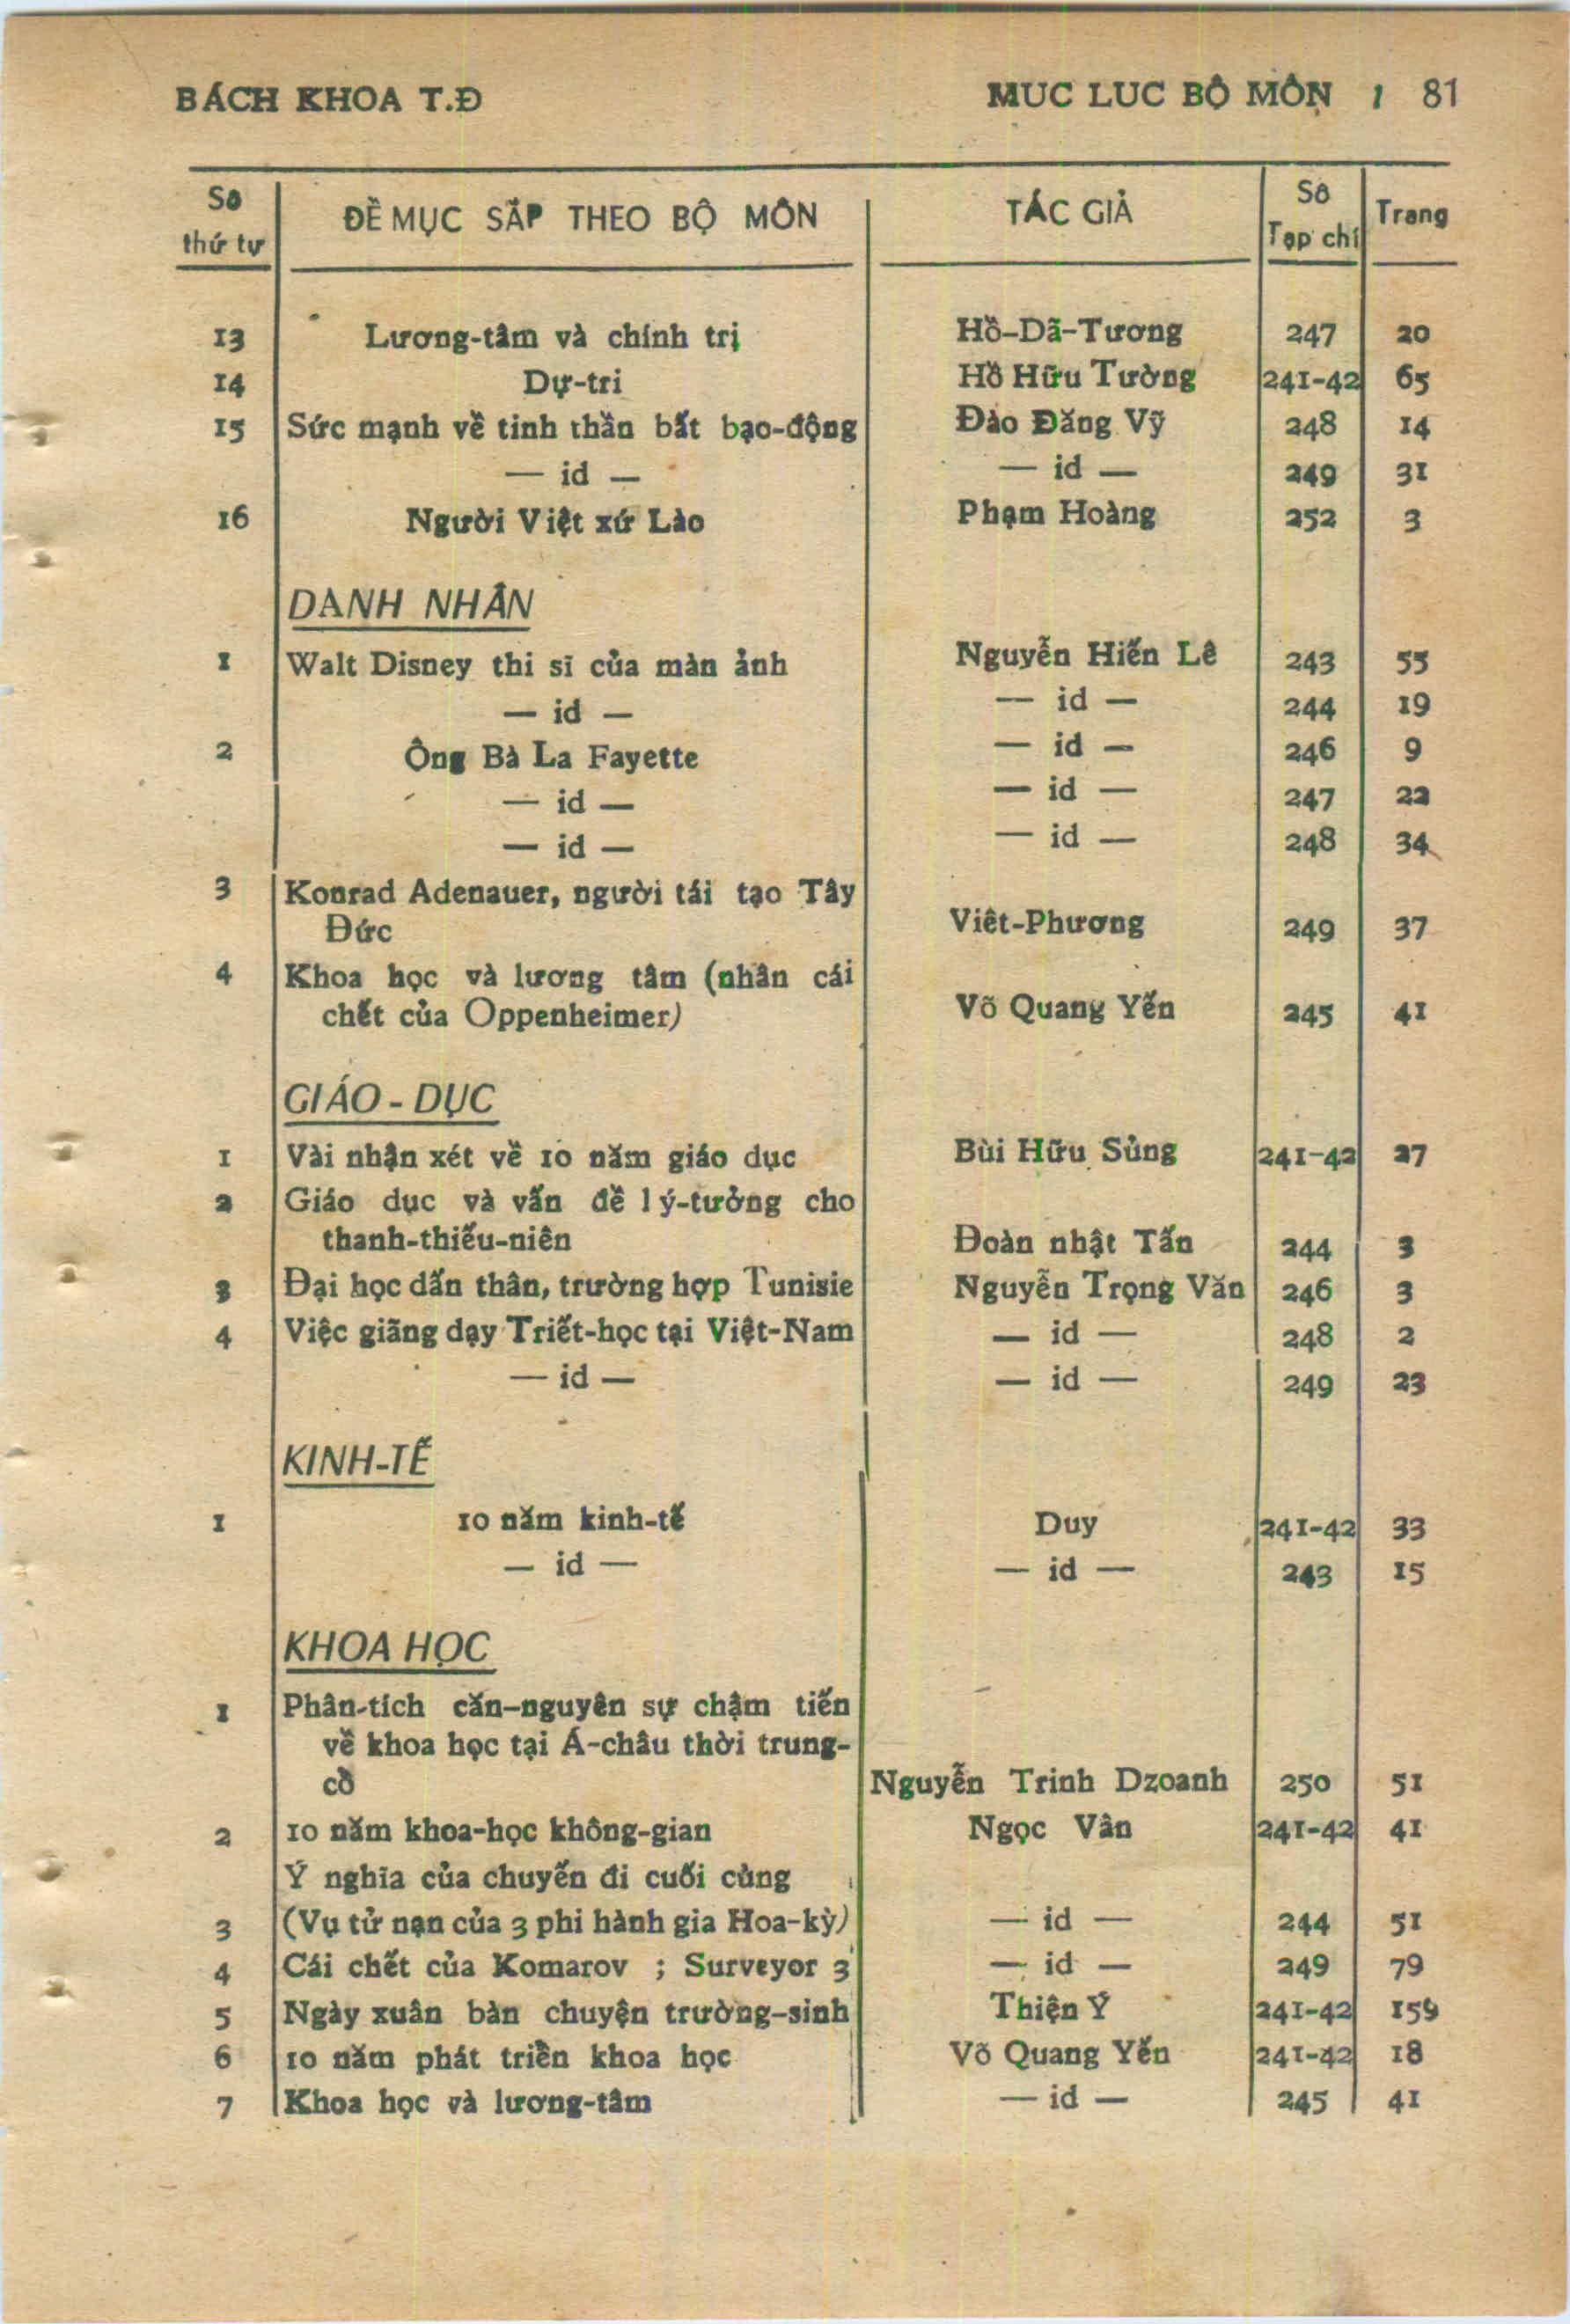 BÁCH KHOA T.Đ MUC LUC BÔ MÔN 81
Số thứ tự ĐỀ MỤC SẮP THEO BỘ MÔN TÁC GIẢ Số Tạp chí Trang
13 Lương-tâm và chính trị Hồ-Dã-Tương 247 20
14 Dự-tri Hồ Hữu Tường 241-42 65
15 Sức mạnh về tinh thần bất bạo-động Đào Đăng Vỹ 248 14
— id — — id — 249 31
16 Người Việt xứ Lào Phạm Hoàng 252 3
DANH NHÂN
1 Walt Disney thi sĩ của màn ảnh Nguyễn Hiến Lê 243 55
— id — — id — 244 19
2 Ông Bà La Fayette — id — 246 9
— id — — id — 247 22
— id — — id — 248 34
3 Konrad Adenauer, người tái tạo Tây
Đức Viêt-Phương 249 37
4 Khoa học và lương tâm (nhân cái
chết của Oppenheimer) Võ Quang Yến 245 41
GIÁO - DỤC
1 Vài nhận xét về 10 năm giáo dục Bùi Hữu Sủng 241-42 27
2 Giáo dục và vấn đề lý-tưởng cho
thanh-thiếu-niên Đoàn nhật Tấn 244 3
3 Đại học dấn thân, trường hợp Tunisie Nguyễn Trọng Văn 246 3
4 Việc giãng dạy Triết-học tại Việt-Nam — id — 248 2
— id — — id — 249 23
KINH-TẾ
1 10 năm kinh-tế Duy 241-42 33
— id — — id — 243 15
KHOA HỌC
1 Phân-tích căn-nguyên sự chậm tiến
về khoa học tại Á-châu thời trung-
cổ Nguyễn Trinh Dzoanh 250 51
2 10 năm khoa-học không-gian Ngọc Vân 241-42 41
Ý nghĩa của chuyến đi cuối cùng
3 (Vụ tử nạn của 3 phi hành gia Hoa-kỳ) — id — 244 51
4 Cái chết của Komarov ; Surveyor 3 — id — 249 79
5 Ngày xuân bàn chuyện trường-sinh Thiện Ý 241-42
6 10 năm phát triển khoa học Võ Quang Yến 241-42 18
7 Khoa học và lương-tâm — id — 245 41